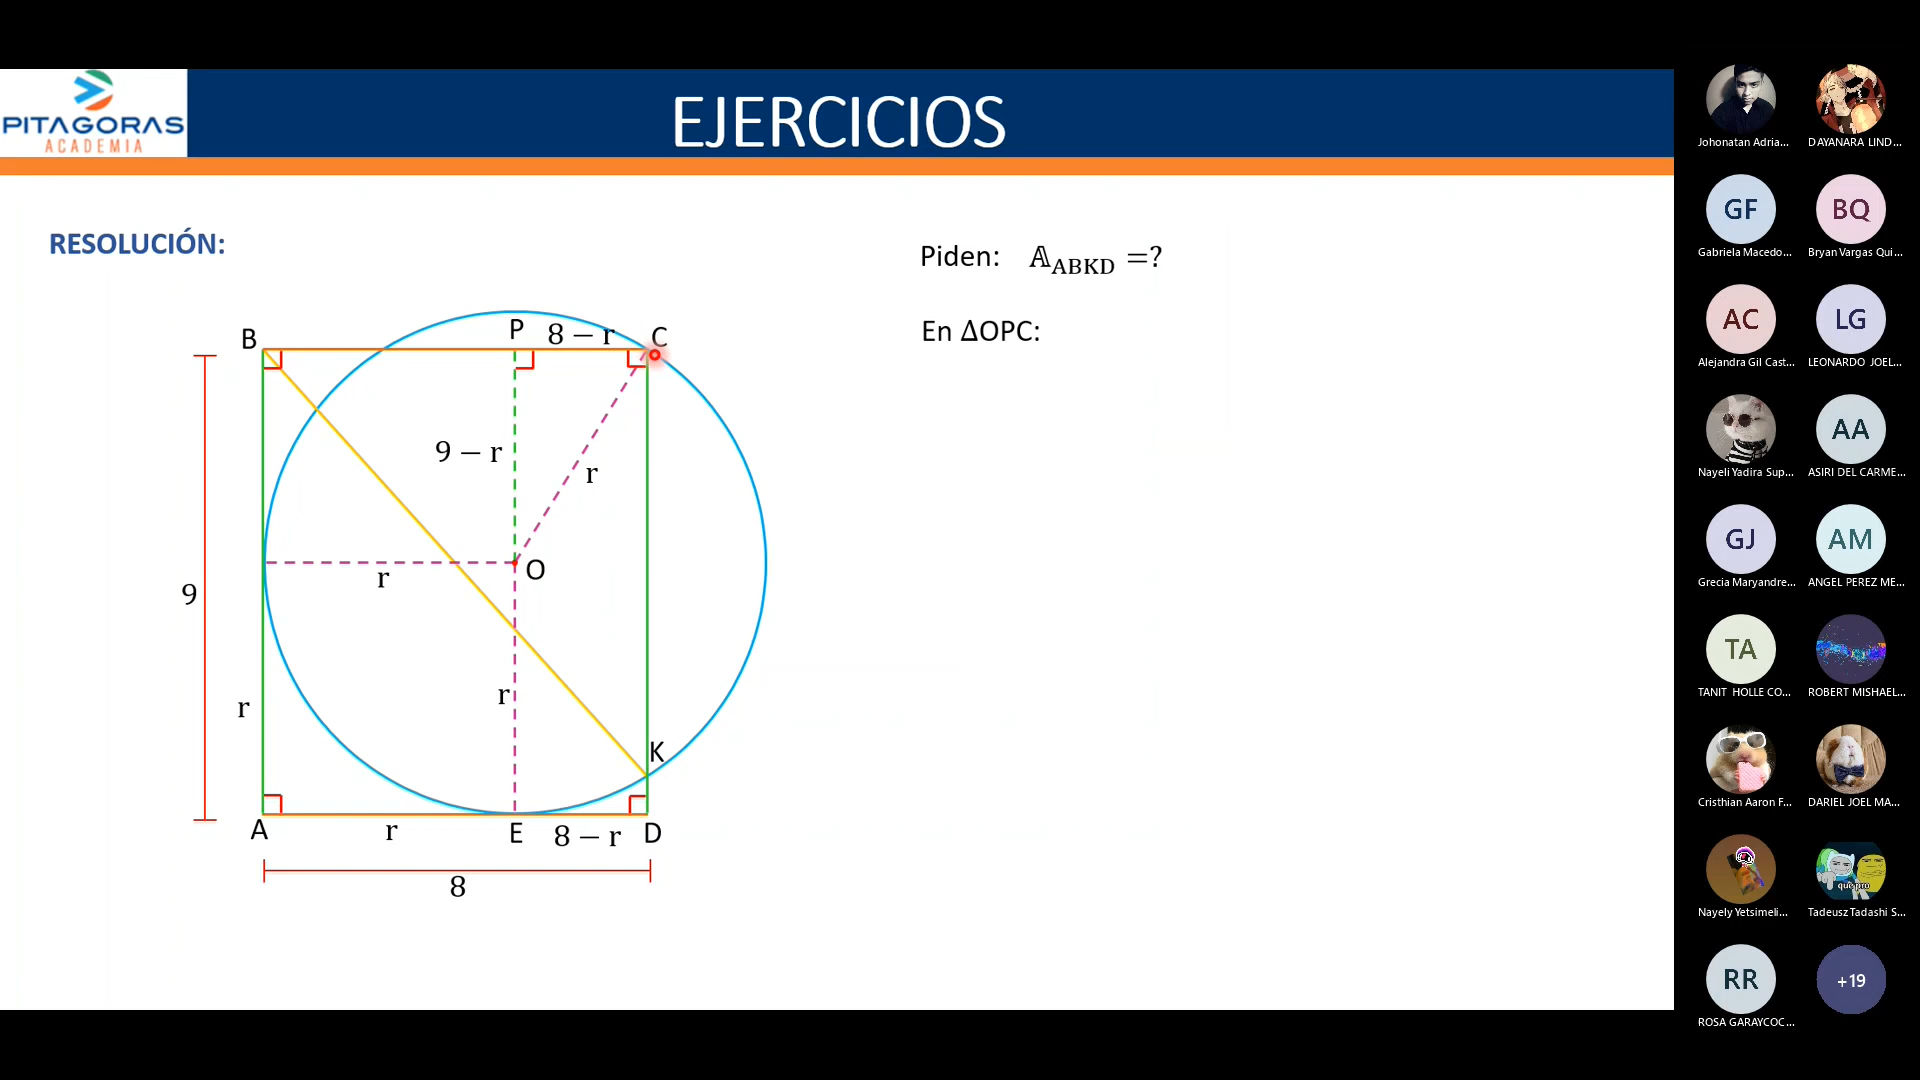 PITAGORAS
ACADEMIA
EJERCICIOS
RESOLUCIÓN:
Piden: 𝔸ABKD =?
En ΔOPC:
B
P
8 − r
C
9 − r
r
O
r
9
r
r
K
A
r
E
8 − r
D
8
Johonatan Adria...
DAYANARA LIND...
GF
Gabriela Macedo...
BQ
Bryan Vargas Qui...
AC
Alejandra Gil Cast...
LG
LEONARDO JOEL...
Nayeli Yadira Sup...
AA
ASIRI DEL CARME...
GJ
Grecia Maryandre...
AM
ANGEL PEREZ ME...
TA
TANIT HOLLE CO...
ROBERT MISHAEL...
Cristhian Aaron F...
DARIEL JOEL MA...
Nayely Yetsimeli...
que pro
Tadeusz Tadashi S...
RR
ROSA GARAYCOC...
+19